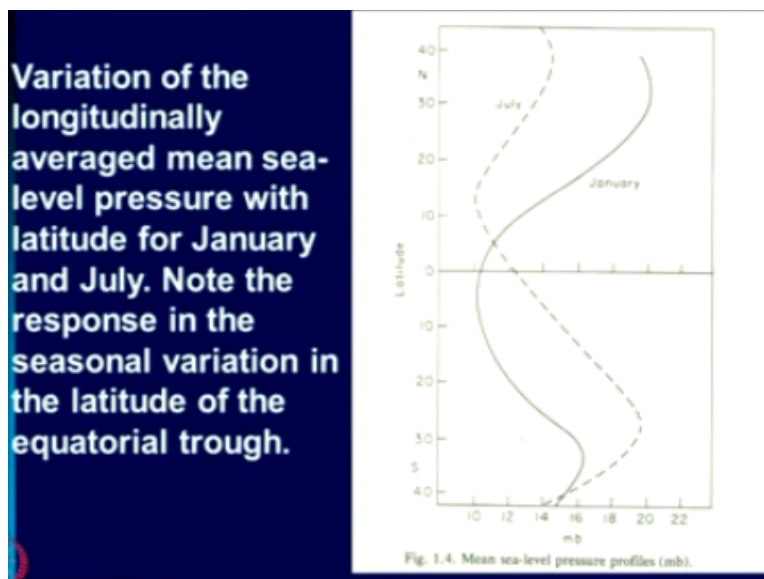 Variation of the
longitudinally
averaged mean sea-
level pressure with
latitude for January
and July. Note the
response in the
seasonal variation in
the latitude of the
equatorial trough.
40
N
30
July
20
January
10
Latitude
0
10
20
30
S
40
10 12 14 16 18 20 22
mb
Fig. 1.4. Mean sea-level pressure profiles (mb).